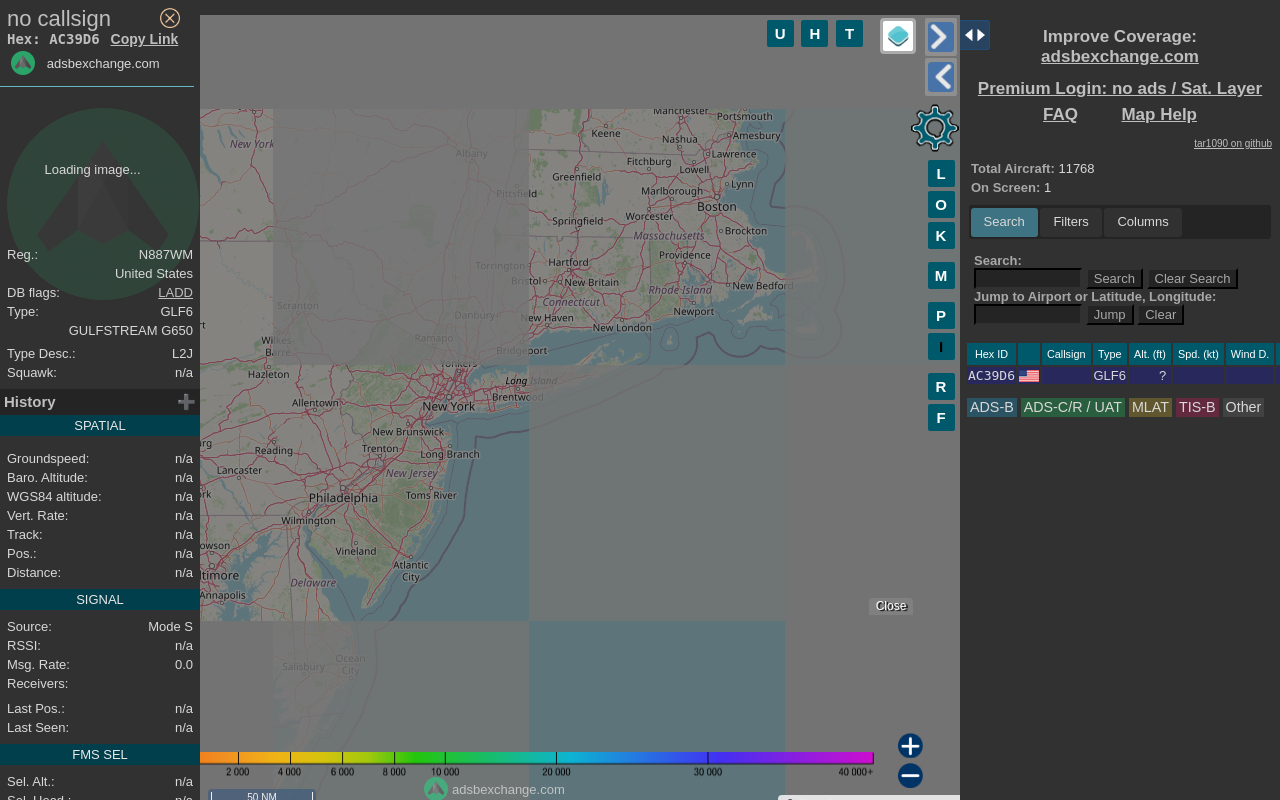 no callsign
Hex: AC39D6 Copy Link
adsbexchange.com
Loading image...
Reg.: N887WM
United States
DB flags: LADD
Type: GLF6
GULFSTREAM G650
Type Desc.: L2J
Squawk: n/a
History
SPATIAL
Groundspeed: n/a
Baro. Altitude: n/a
WGS84 altitude: n/a
Vert. Rate: n/a
Track: n/a
Pos.: n/a
Distance: n/a
SIGNAL
Source: Mode S
RSSI: n/a
Msg. Rate: 0.0
Receivers:
Last Pos.: n/a
Last Seen: n/a
FMS SEL
Sel. Alt.: n/a
Sel. Head.: n/a
U H T
L
O
K
M
P
I
R
F
Manchester
Portsmouth
Keene
Nashua
Amesbury
New York
Albany
Fitchburg
Lawrence
Greenfield
Lowell
Pittsfield
Marlborough
Lynn
Worcester
Boston
Springfield
Massachusetts
Brockton
Providence
Torrington
Hartford
Bristol
New Britain
New Bedford
Rhode Island
Scranton
Connecticut
Danbury
New Haven
Newport
New London
Ramapo
Wilkes-
Barre
Bridgeport
Yonkers
Hazleton
Long Island
Brentwood
Allentown
New York
New Brunswick
Reading
Trenton
Long Branch
Lancaster
New Jersey
Philadelphia
Toms River
Wilmington
Vineland
Atlantic
City
Delaware
Annapolis
Salisbury
Ocean
City
Close
2 000 4 000 6 000 8 000 10 000 20 000 30 000 40 000+
adsbexchange.com
50 NM
Improve Coverage:
adsbexchange.com
Premium Login: no ads / Sat. Layer
FAQ Map Help
tar1090 on github
Total Aircraft: 11768
On Screen: 1
Search Filters Columns
Search:
Search Clear Search
Jump to Airport or Latitude, Longitude:
Jump Clear
Hex ID Callsign Type Alt. (ft) Spd. (kt) Wind D.
AC39D6 GLF6 ?
ADS-B ADS-C/R / UAT MLAT TIS-B Other